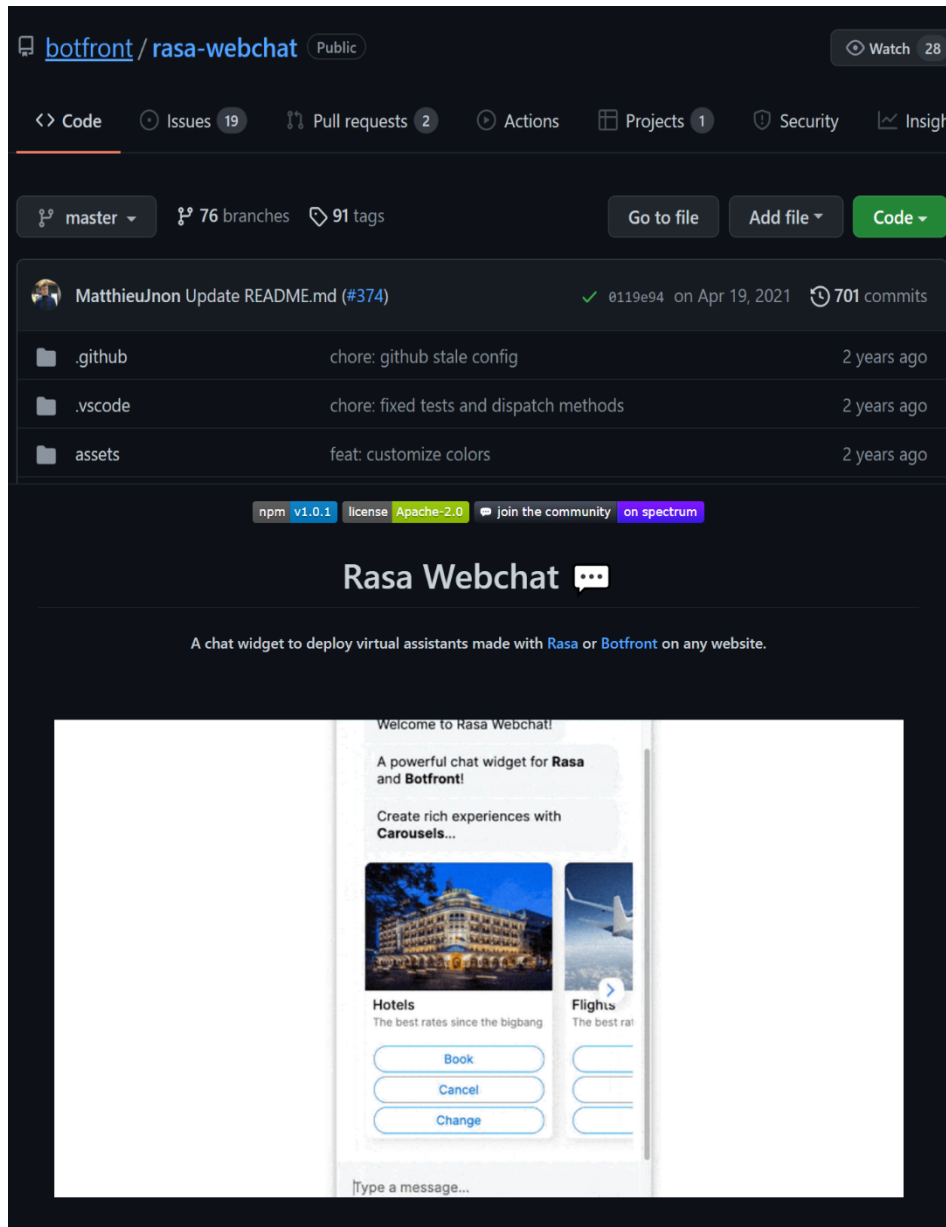 botfront / rasa-webchat Public Watch 28
<> Code Issues 19 Pull requests 2 Actions Projects 1 Security Insigh
master 76 branches 91 tags Go to file Add file Code
MatthieuJnon Update README.md (#374) 0119e94 on Apr 19, 2021 701 commits
.github chore: github stale config 2 years ago
.vscode chore: fixed tests and dispatch methods 2 years ago
assets feat: customize colors 2 years ago
npm v1.0.1 license Apache-2.0 join the community on spectrum
Rasa Webchat
A chat widget to deploy virtual assistants made with Rasa or Botfront on any website.
Welcome to Rasa Webchat!
A powerful chat widget for Rasa
and Botfront!
Create rich experiences with
Carousels...
Hotels Flights
The best rates since the bigbang The best rat
Book
Cancel
Change
Type a message...